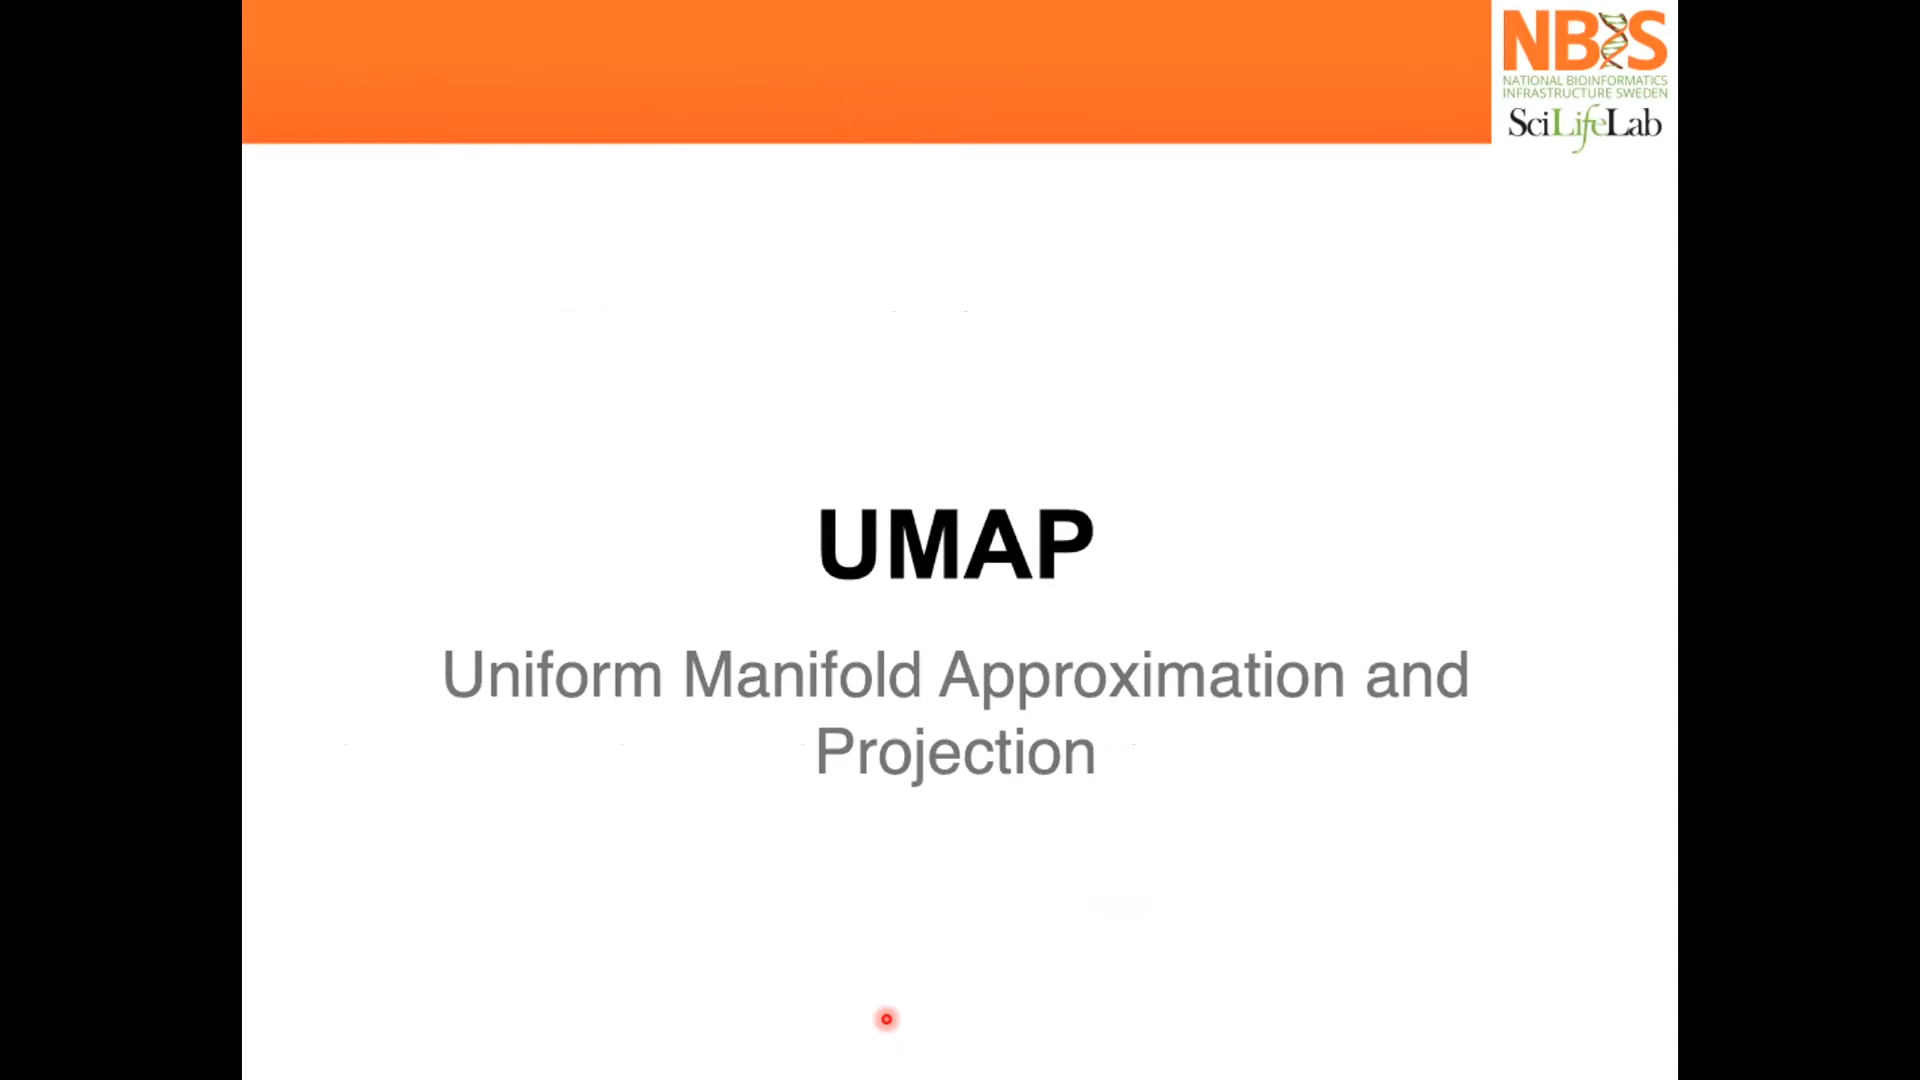 NBIS
NATIONAL BIOINFORMATICS
INFRASTRUCTURE SWEDEN
SciLifeLab
UMAP
Uniform Manifold Approximation and
Projection